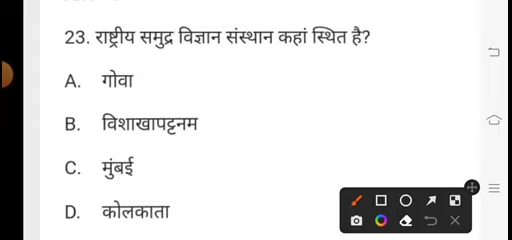 23. राष्ट्रीय समुद्र विज्ञान संस्थान कहां स्थित है?
A. गोवा
B. विशाखापट्टनम
C. मुंबई
D. कोलकाता